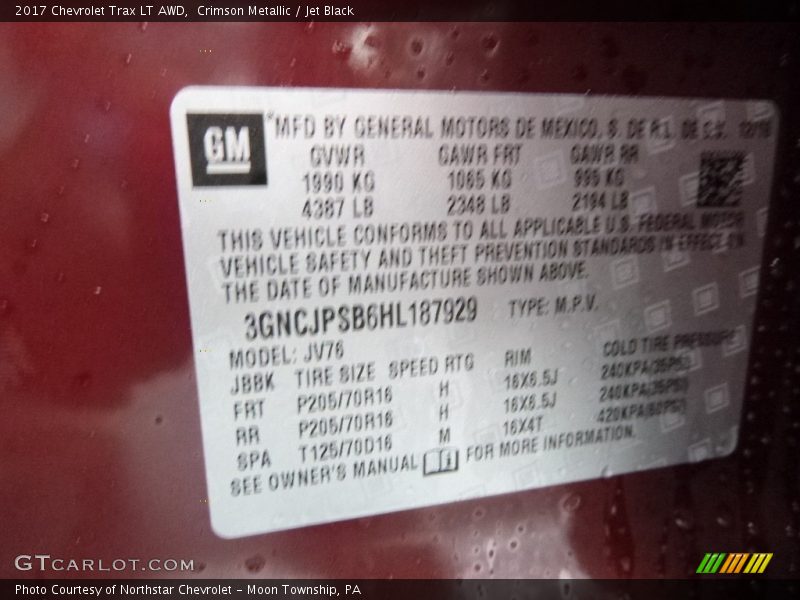 2017 Chevrolet Trax LT AWD,  Crimson Metallic / Jet Black
GM
*MFD BY GENERAL MOTORS DE MEXICO, S. DE R.L. DE C.V. 12/16
GVWR GAWR FRT GAWR RR
1990 KG 1065 KG 995 KG
4387 LB 2348 LB 2194 LB
THIS VEHICLE CONFORMS TO ALL APPLICABLE U.S. FEDERAL MOTOR
VEHICLE SAFETY AND THEFT PREVENTION STANDARDS IN EFFECT ON
THE DATE OF MANUFACTURE SHOWN ABOVE.
3GNCJPSB6HL187929 TYPE: M.P.V.
MODEL: JV76
JBBK TIRE SIZE SPEED RTG RIM COLD TIRE PRESSURE
FRT P205/70R16 H 16X6.5J 240KPA(35PSI)
RR P205/70R16 H 16X6.5J 240KPA(35PSI)
SPA T125/70D16 M 16X4T 420KPA(60PSI)
SEE OWNER'S MANUAL FOR MORE INFORMATION.
GTCARLOT.COM
Photo Courtesy of Northstar Chevrolet - Moon Township, PA